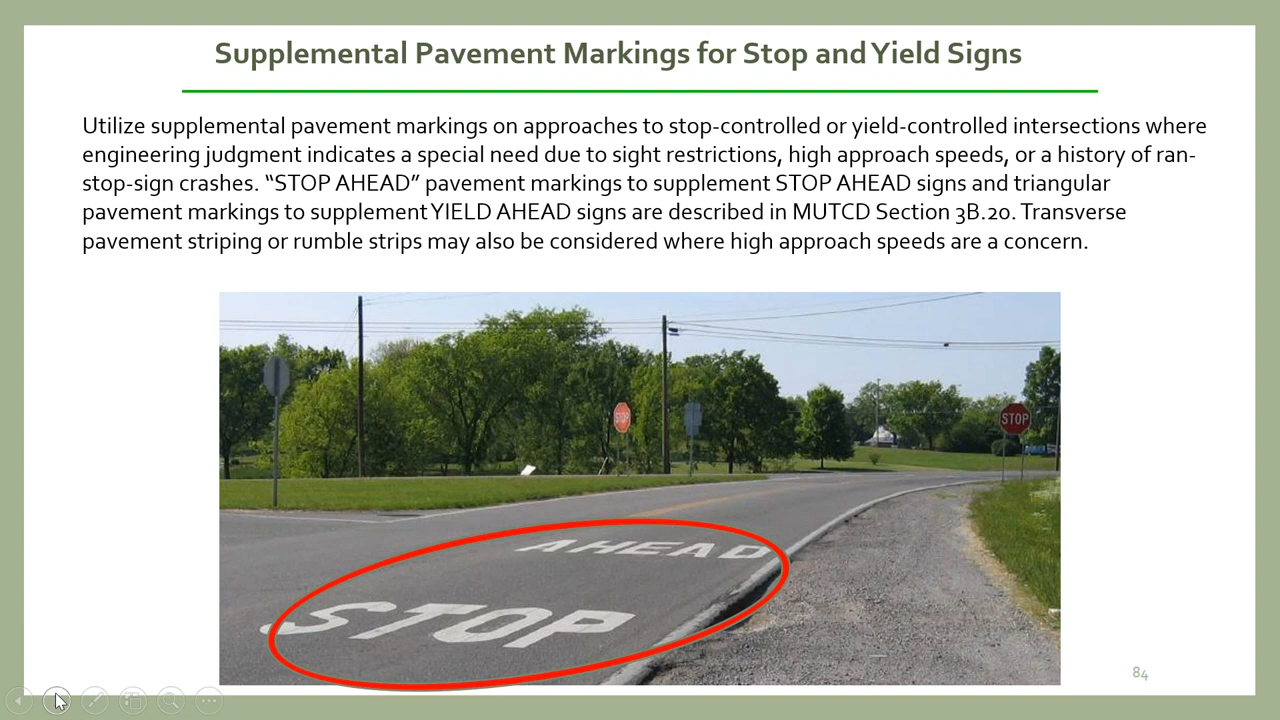 Supplemental Pavement Markings for Stop and Yield Signs
Utilize supplemental pavement markings on approaches to stop-controlled or yield-controlled intersections where
engineering judgment indicates a special need due to sight restrictions, high approach speeds, or a history of ran-
stop-sign crashes. “STOP AHEAD” pavement markings to supplement STOP AHEAD signs and triangular
pavement markings to supplement YIELD AHEAD signs are described in MUTCD Section 3B.20. Transverse
pavement striping or rumble strips may also be considered where high approach speeds are a concern.
STOP
STOP
AHEAD
STOP
84